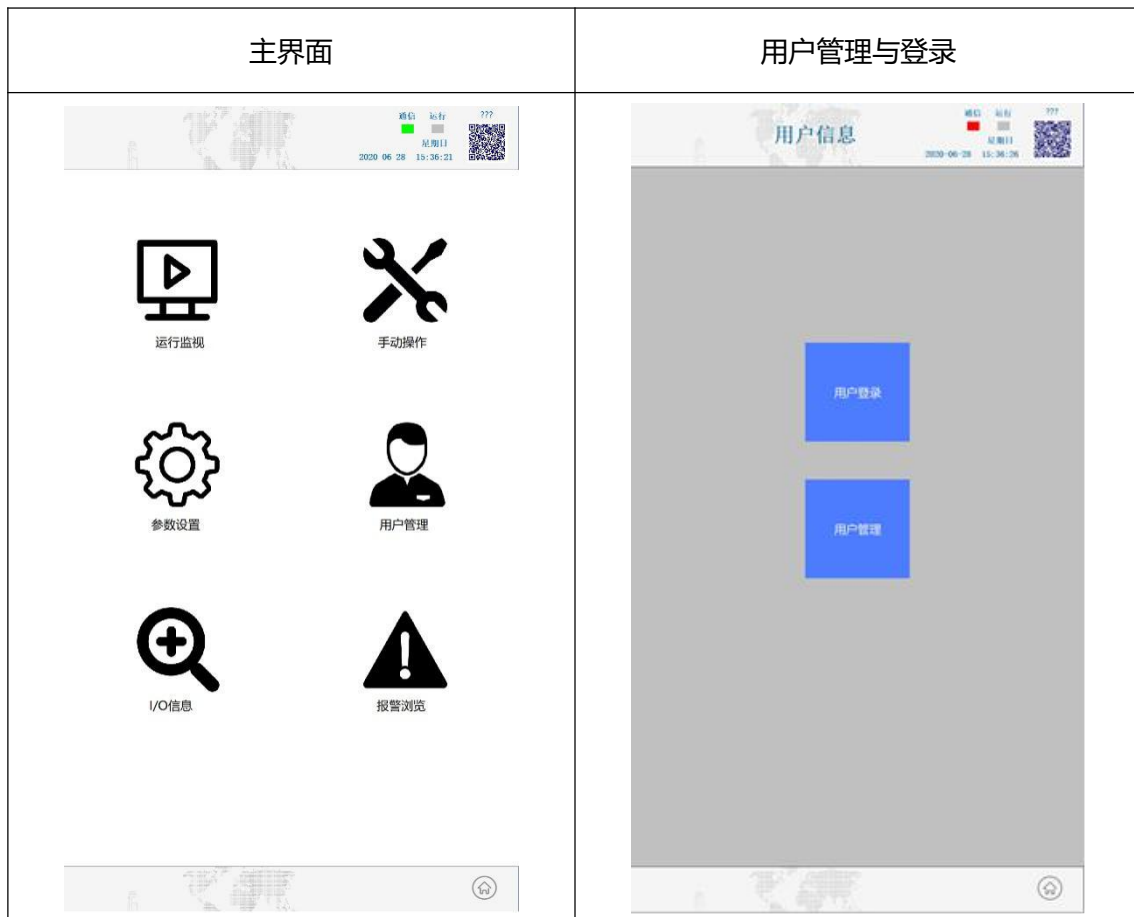 主界面
用户管理与登录
通信 运行 ???
星期日
2020 06 28 15:36:21
运行监视
手动操作
参数设置
用户管理
I/O信息
报警浏览
用户信息
通信 运行 ???
星期日
2020-06-28 15:36:26
用户登录
用户管理